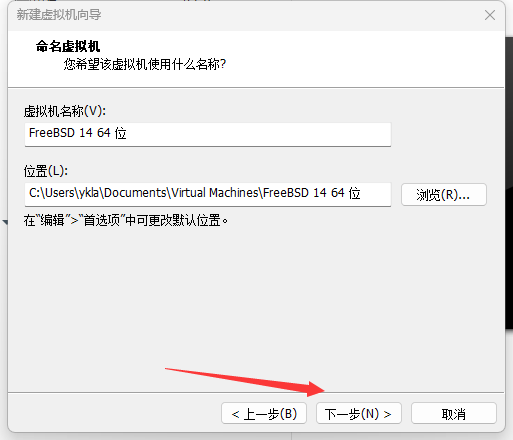 新建虚拟机向导
命名虚拟机
您希望该虚拟机使用什么名称?
虚拟机名称(V):
FreeBSD 14 64 位
位置(L):
C:\Users\ykla\Documents\Virtual Machines\FreeBSD 14 64 位
浏览(R)...
在“编辑”>“首选项”中可更改默认位置。
< 上一步(B)
下一步(N) >
取消